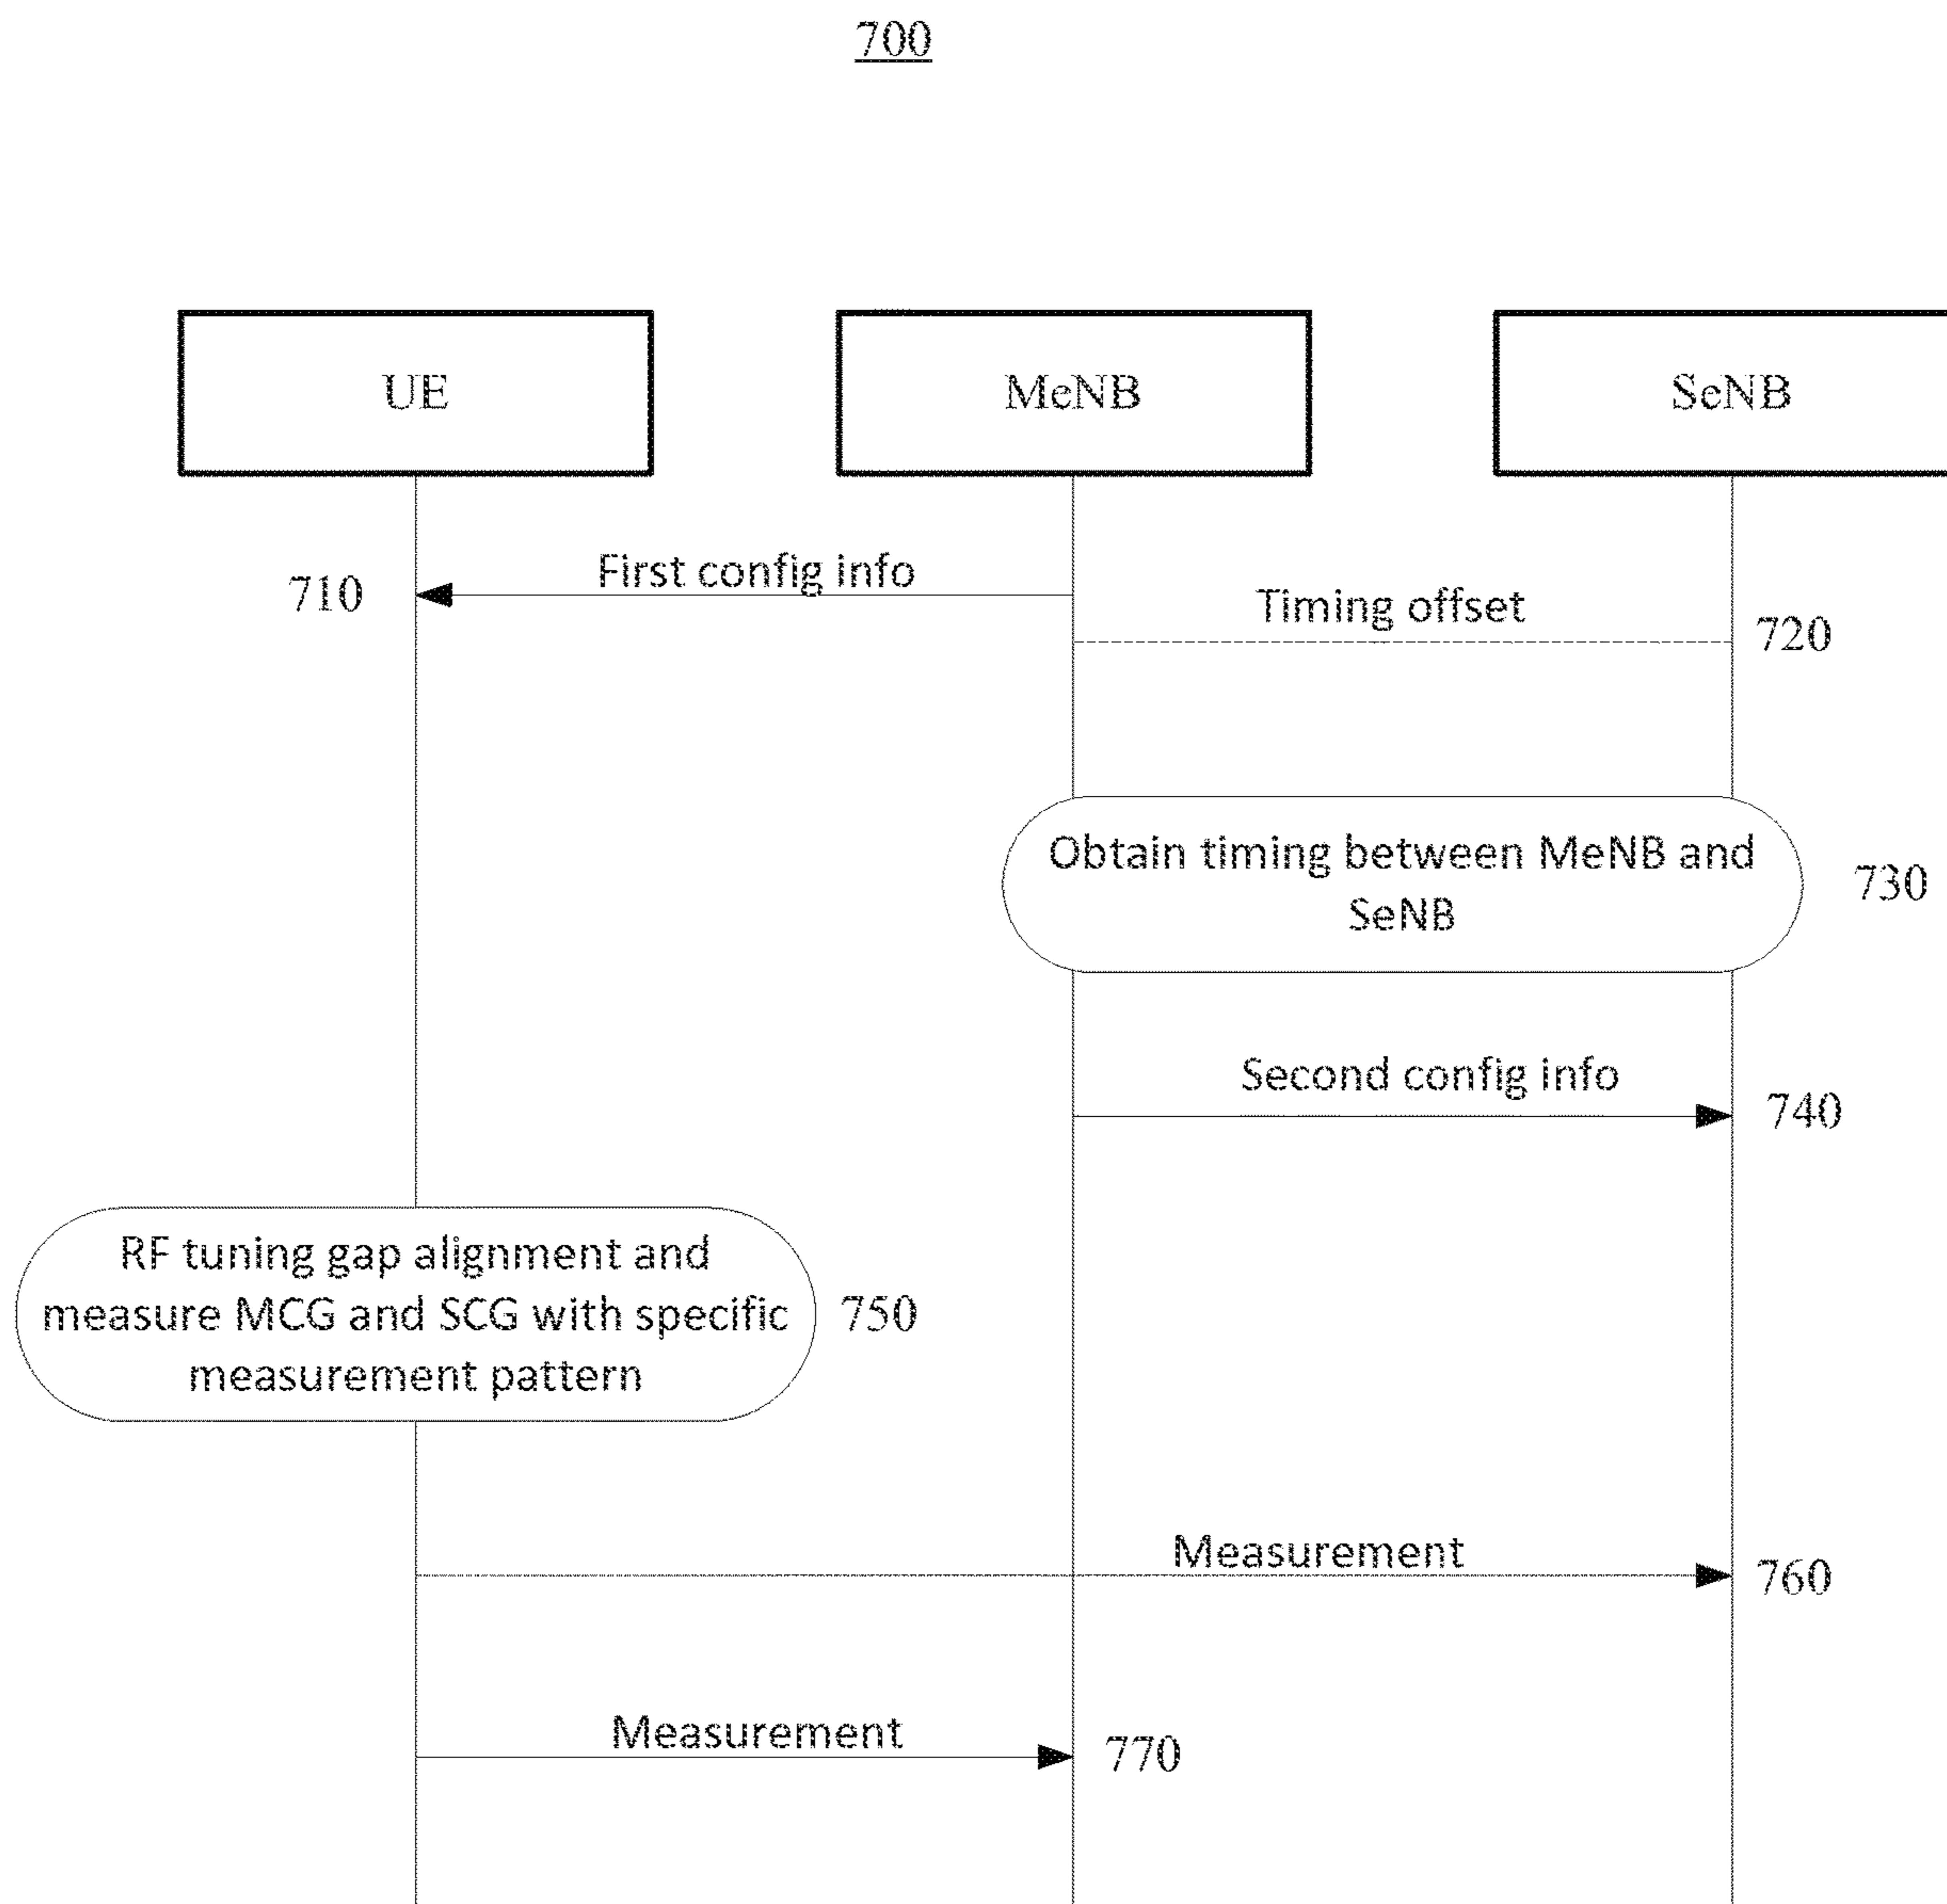 700
UE
MeNB
SeNB
First config info
710
Timing offset
720
Obtain timing between MeNB and
SeNB
730
Second config info
740
RF tuning gap alignment and
measure MCG and SCG with specific
measurement pattern
750
Measurement
760
Measurement
770